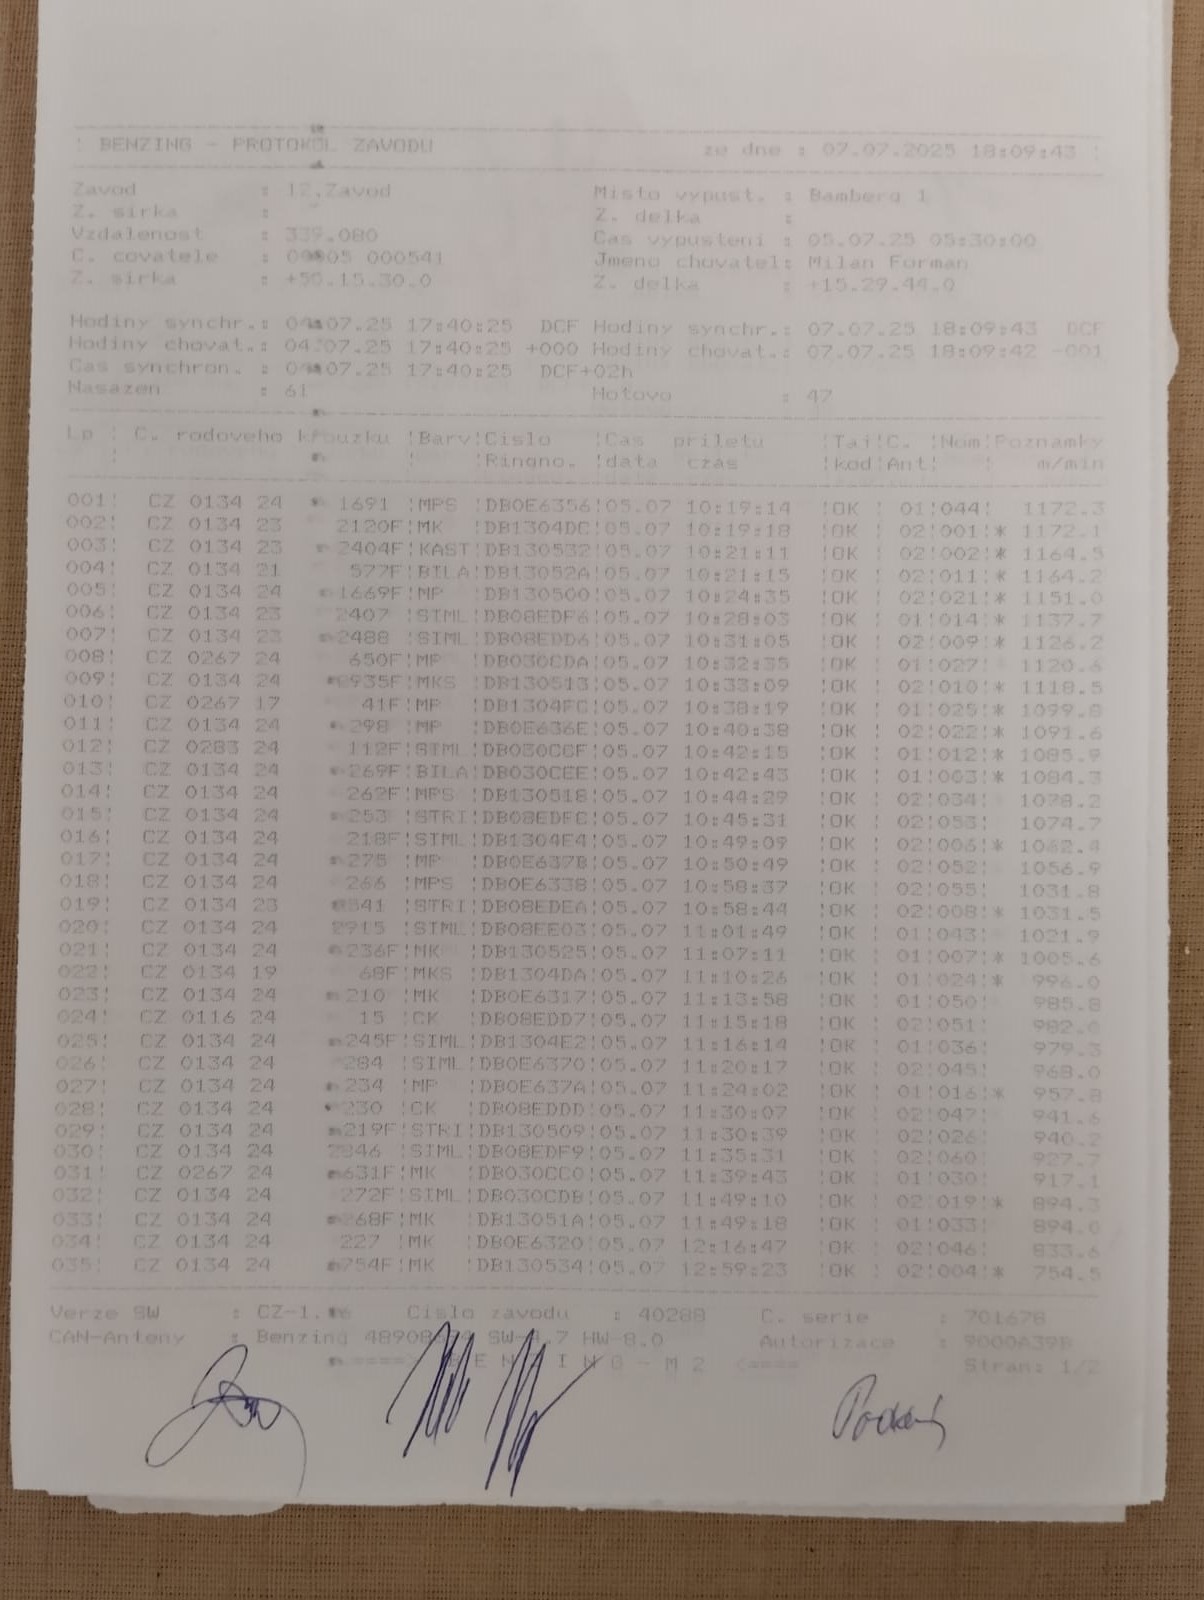 BENZING - PROTOKOL ZAVODU ze dne : 07.07.2025 18:09:43
Zavod : 12.Zavod Misto vypust. : Bamberg 1
Z. sirka : Z. delka :
Vzdalenost : 339.080 Cas vypusteni : 05.07.25 05:30:00
C. covatele : 000541 Jmeno chovatel: Milan Forman
Z. sirka : +50.15.30.0 Z. delka : +15.29.44.0
Hodiny synchr.: 04.07.25 17:40:25 DCF Hodiny synchr.: 07.07.25 18:09:43 DCF
Hodiny chovat.: 04.07.25 17:40:25 +000 Hodiny chovat.: 07.07.25 18:09:42 -001
Cas synchron. : 04.07.25 17:40:25 DCF+02h
Nasazen : 61 Hotovo : 47
Lp ¦ C. rodoveho krouzku ¦Barv¦Cislo ¦Cas priletu ¦Taj¦C. ¦Nom¦Poznamky
¦Ringno. ¦data czas ¦kod¦Ant¦ ¦ m/min
001¦ CZ 0134 24 1691 ¦MPS ¦DB0E6356¦05.07 10:19:14 ¦OK ¦ 01¦044¦ 1172.3
002¦ CZ 0134 23 2120F¦MK ¦DB1304DC¦05.07 10:19:18 ¦OK ¦ 02¦001¦* 1172.1
003¦ CZ 0134 23 2404F¦KAST¦DB130532¦05.07 10:21:11 ¦OK ¦ 02¦002¦* 1164.5
004¦ CZ 0134 21 577F¦BILA¦DB13052A¦05.07 10:21:15 ¦OK ¦ 02¦011¦* 1164.2
005¦ CZ 0134 24 1669F¦MP ¦DB130500¦05.07 10:24:35 ¦OK ¦ 02¦021¦* 1151.0
006¦ CZ 0134 23 2407 ¦SIML¦DB08EDF6¦05.07 10:28:03 ¦OK ¦ 01¦014¦* 1137.7
007¦ CZ 0134 23 2488 ¦SIML¦DB08EDD6¦05.07 10:31:05 ¦OK ¦ 02¦009¦* 1126.2
008¦ CZ 0267 24 650F¦MP ¦DB030CDA¦05.07 10:32:35 ¦OK ¦ 01¦027¦ 1120.6
009¦ CZ 0134 24 935F¦MKS ¦DB130513¦05.07 10:33:09 ¦OK ¦ 02¦010¦* 1118.5
010¦ CZ 0267 17 41F¦MP ¦DB1304FC¦05.07 10:38:19 ¦OK ¦ 01¦025¦* 1099.8
011¦ CZ 0134 24 298 ¦MP ¦DB0E636E¦05.07 10:40:38 ¦OK ¦ 02¦022¦* 1091.6
012¦ CZ 0283 24 112F¦SIML¦DB030CCF¦05.07 10:42:15 ¦OK ¦ 01¦012¦* 1085.9
013¦ CZ 0134 24 269F¦BILA¦DB030CEE¦05.07 10:42:43 ¦OK ¦ 01¦003¦* 1084.3
014¦ CZ 0134 24 262F¦MPS ¦DB130518¦05.07 10:44:29 ¦OK ¦ 02¦034¦ 1078.2
015¦ CZ 0134 24 253 ¦STRI¦DB08EDFC¦05.07 10:45:31 ¦OK ¦ 02¦053¦ 1074.7
016¦ CZ 0134 24 218F¦SIML¦DB1304E4¦05.07 10:49:09 ¦OK ¦ 02¦006¦* 1062.4
017¦ CZ 0134 24 275 ¦MP ¦DB0E637B¦05.07 10:50:49 ¦OK ¦ 02¦052¦ 1056.9
018¦ CZ 0134 24 266 ¦MPS ¦DB0E6338¦05.07 10:58:37 ¦OK ¦ 02¦055¦ 1031.8
019¦ CZ 0134 23 ¦STRI¦DB08EDEA¦05.07 10:58:44 ¦OK ¦ 02¦008¦* 1031.5
020¦ CZ 0134 24 2915 ¦SIML¦DB08EE03¦05.07 11:01:49 ¦OK ¦ 01¦043¦ 1021.9
021¦ CZ 0134 24 236F¦MK ¦DB130525¦05.07 11:07:11 ¦OK ¦ 01¦007¦* 1005.6
022¦ CZ 0134 19 68F¦MKS ¦DB1304DA¦05.07 11:10:26 ¦OK ¦ 01¦024¦* 996.0
023¦ CZ 0134 24 210 ¦MK ¦DB0E6317¦05.07 11:13:58 ¦OK ¦ 01¦050¦ 985.8
024¦ CZ 0116 24 15 ¦CK ¦DB08EDD7¦05.07 11:15:18 ¦OK ¦ 02¦051¦ 982.0
025¦ CZ 0134 24 245F¦SIML¦DB1304E2¦05.07 11:16:14 ¦OK ¦ 01¦036¦ 979.3
026¦ CZ 0134 24 284 ¦SIML¦DB0E6370¦05.07 11:20:17 ¦OK ¦ 02¦045¦ 968.0
027¦ CZ 0134 24 234 ¦MP ¦DB0E637A¦05.07 11:24:02 ¦OK ¦ 01¦016¦* 957.8
028¦ CZ 0134 24 230 ¦CK ¦DB08EDDD¦05.07 11:30:07 ¦OK ¦ 02¦047¦ 941.6
029¦ CZ 0134 24 219F¦STRI¦DB130509¦05.07 11:30:39 ¦OK ¦ 02¦026¦ 940.2
030¦ CZ 0134 24 2846 ¦SIML¦DB08EDF9¦05.07 11:35:31 ¦OK ¦ 02¦060¦ 927.7
031¦ CZ 0267 24 631F¦MK ¦DB030CC0¦05.07 11:39:43 ¦OK ¦ 01¦030¦ 917.1
032¦ CZ 0134 24 272F¦SIML¦DB030CDB¦05.07 11:49:10 ¦OK ¦ 02¦019¦* 894.3
033¦ CZ 0134 24 268F¦MK ¦DB13051A¦05.07 11:49:18 ¦OK ¦ 01¦033¦ 894.0
034¦ CZ 0134 24 227 ¦MK ¦DB0E6320¦05.07 12:16:47 ¦OK ¦ 02¦046¦ 833.6
035¦ CZ 0134 24 754F¦MK ¦DB130534¦05.07 12:59:23 ¦OK ¦ 02¦004¦* 754.5
Verze SW : Cislo zavodu : 40288 C. serie : 701678
CAN-Anteny : Benzing HW-8.0 Autorizace : 9000A39B
BENZING-M2 <==== Stran: 1/2